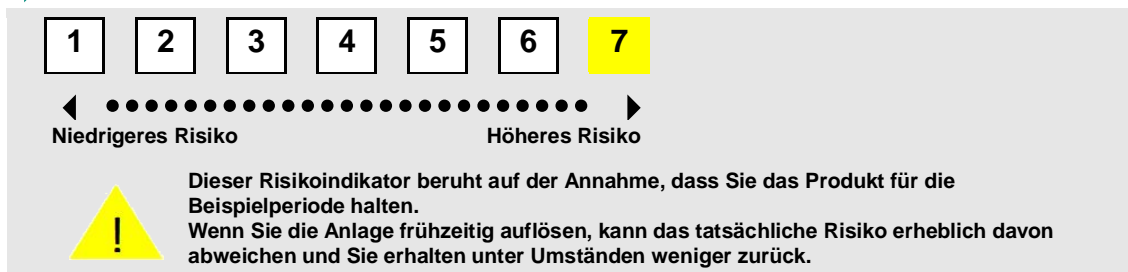 1 2 3 4 5 6 7
Niedrigeres Risiko Höheres Risiko
Dieser Risikoindikator beruht auf der Annahme, dass Sie das Produkt für die
Beispielperiode halten.
Wenn Sie die Anlage frühzeitig auflösen, kann das tatsächliche Risiko erheblich davon
abweichen und Sie erhalten unter Umständen weniger zurück.
!